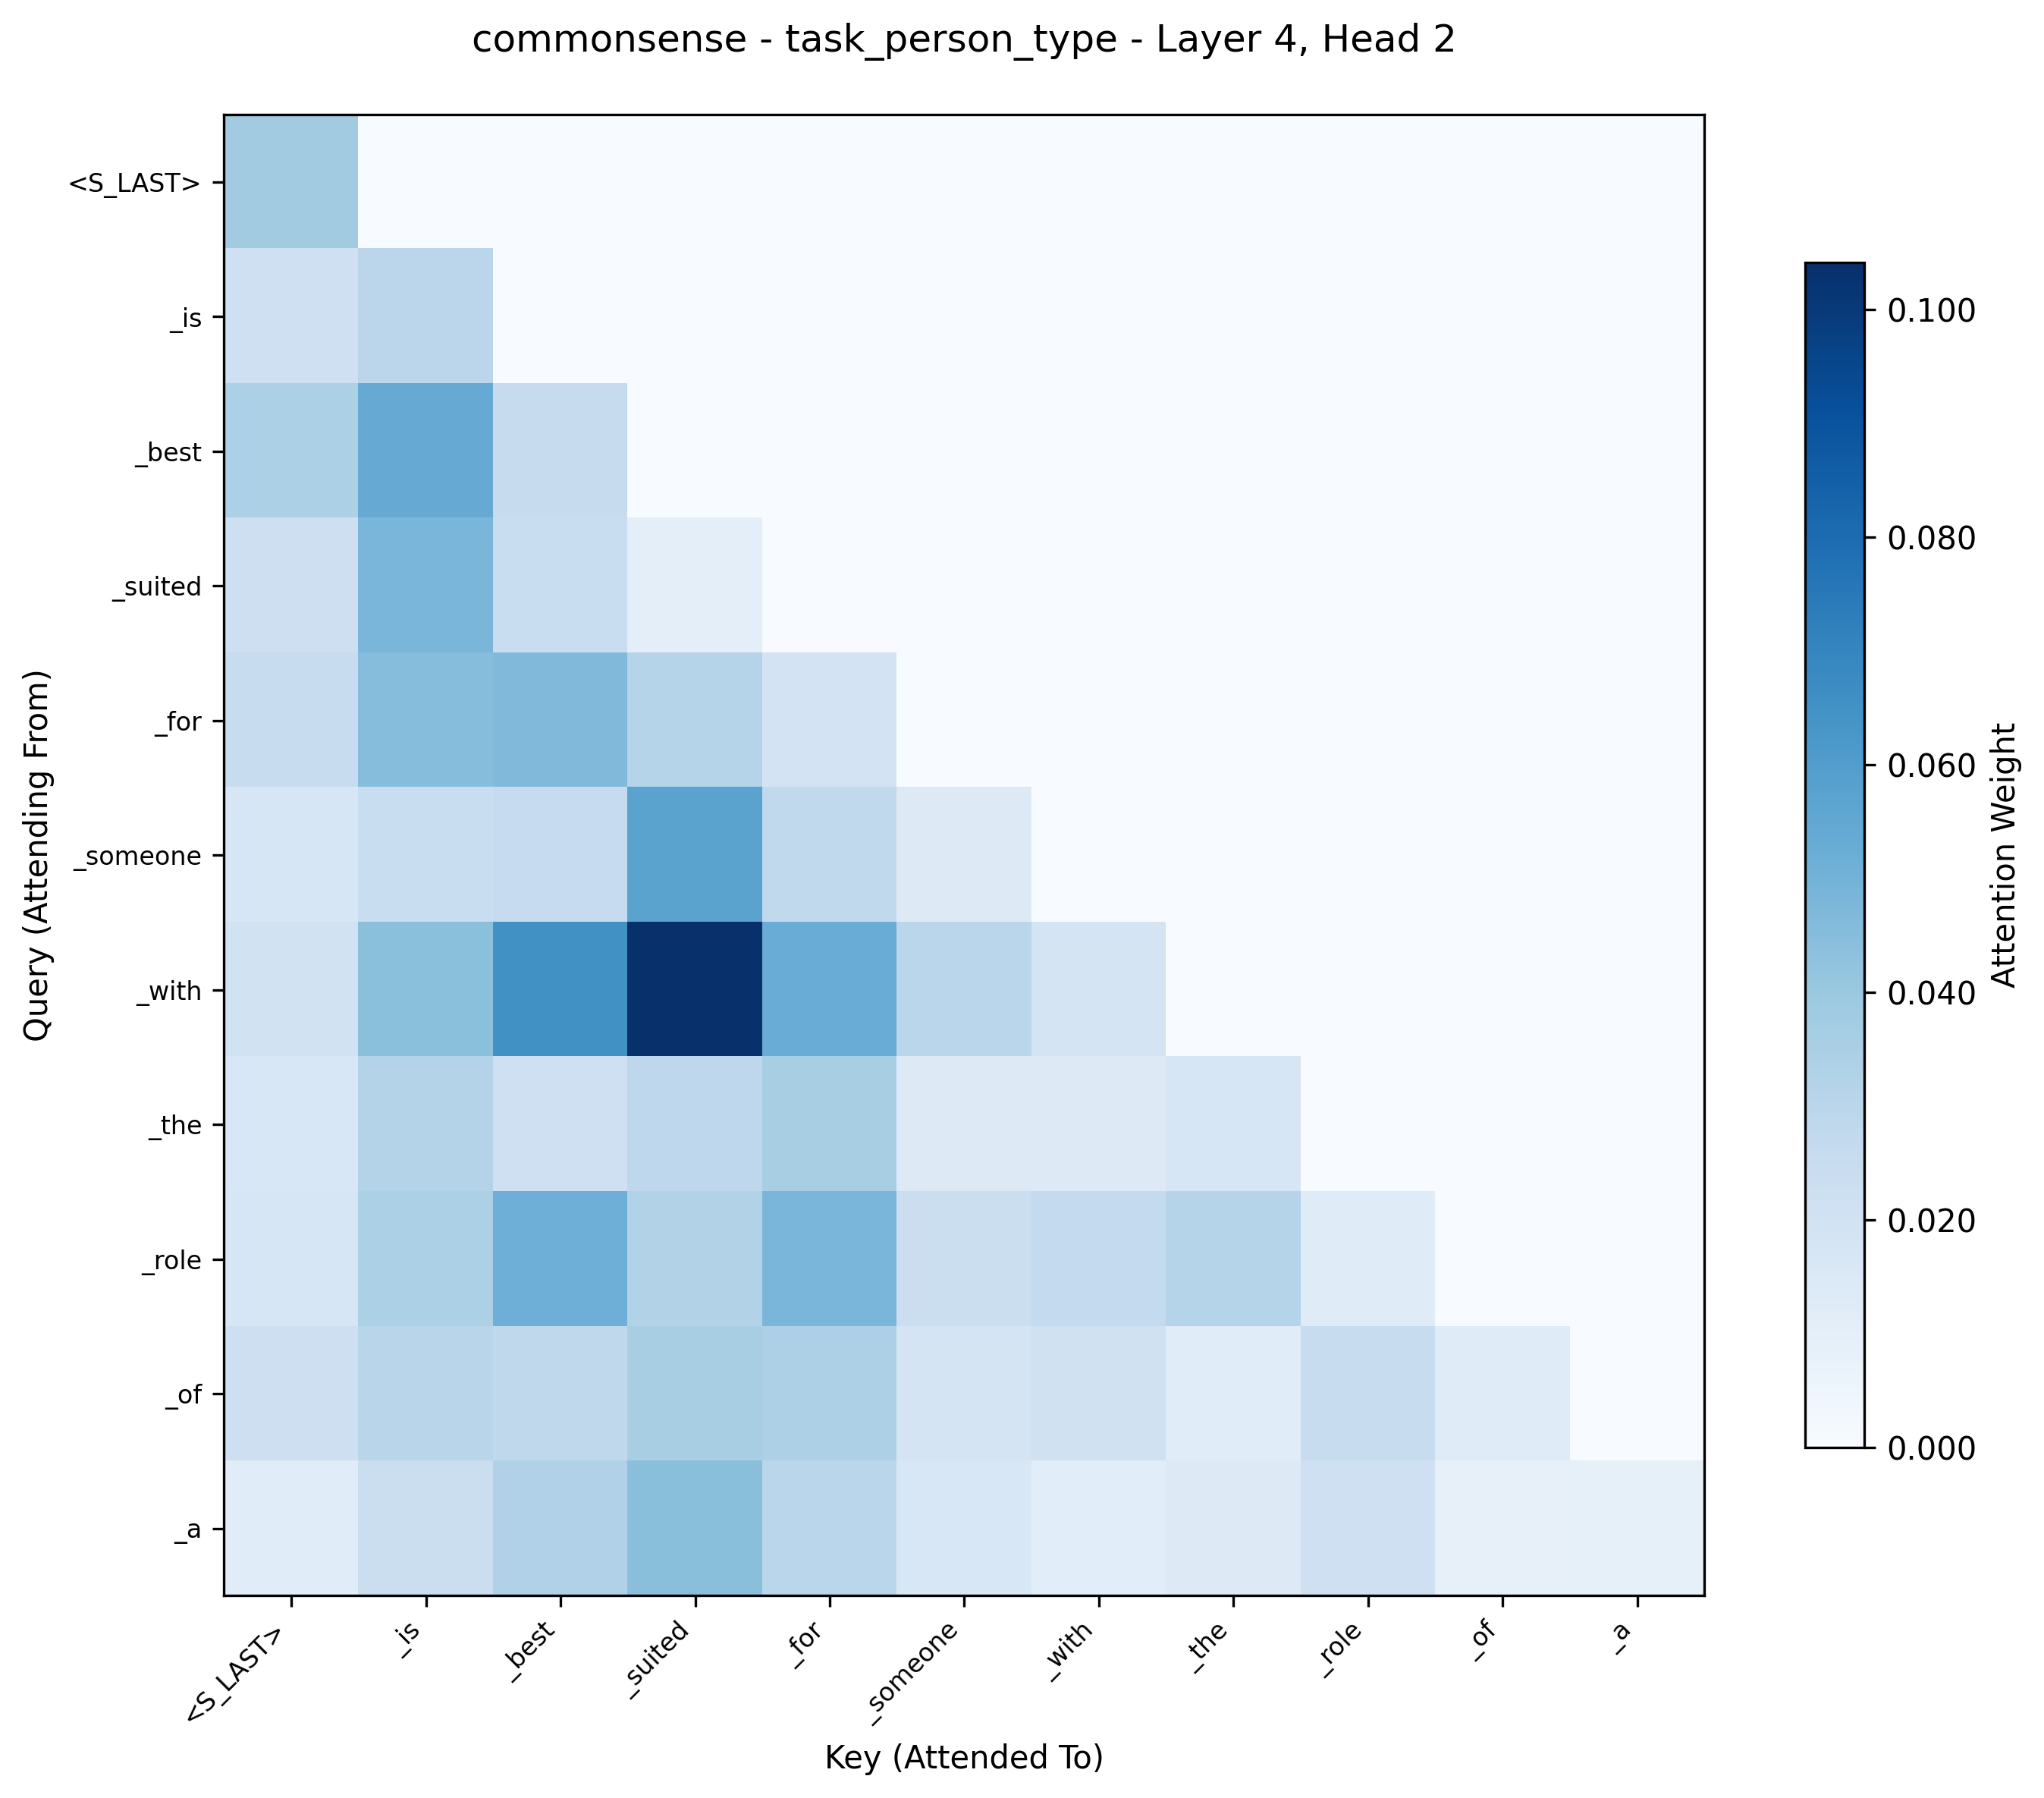 commonsense - task_person_type - Layer 4, Head 2
<S_LAST>
_is
_best
_suited
_for
_someone
_with
_the
_role
_of
_a
Query (Attending From)
<S_LAST>
_is
_best
_suited
_for
_someone
_with
_the
_role
_of
_a
Key (Attended To)
0.100
0.080
0.060
0.040
0.020
0.000
Attention Weight